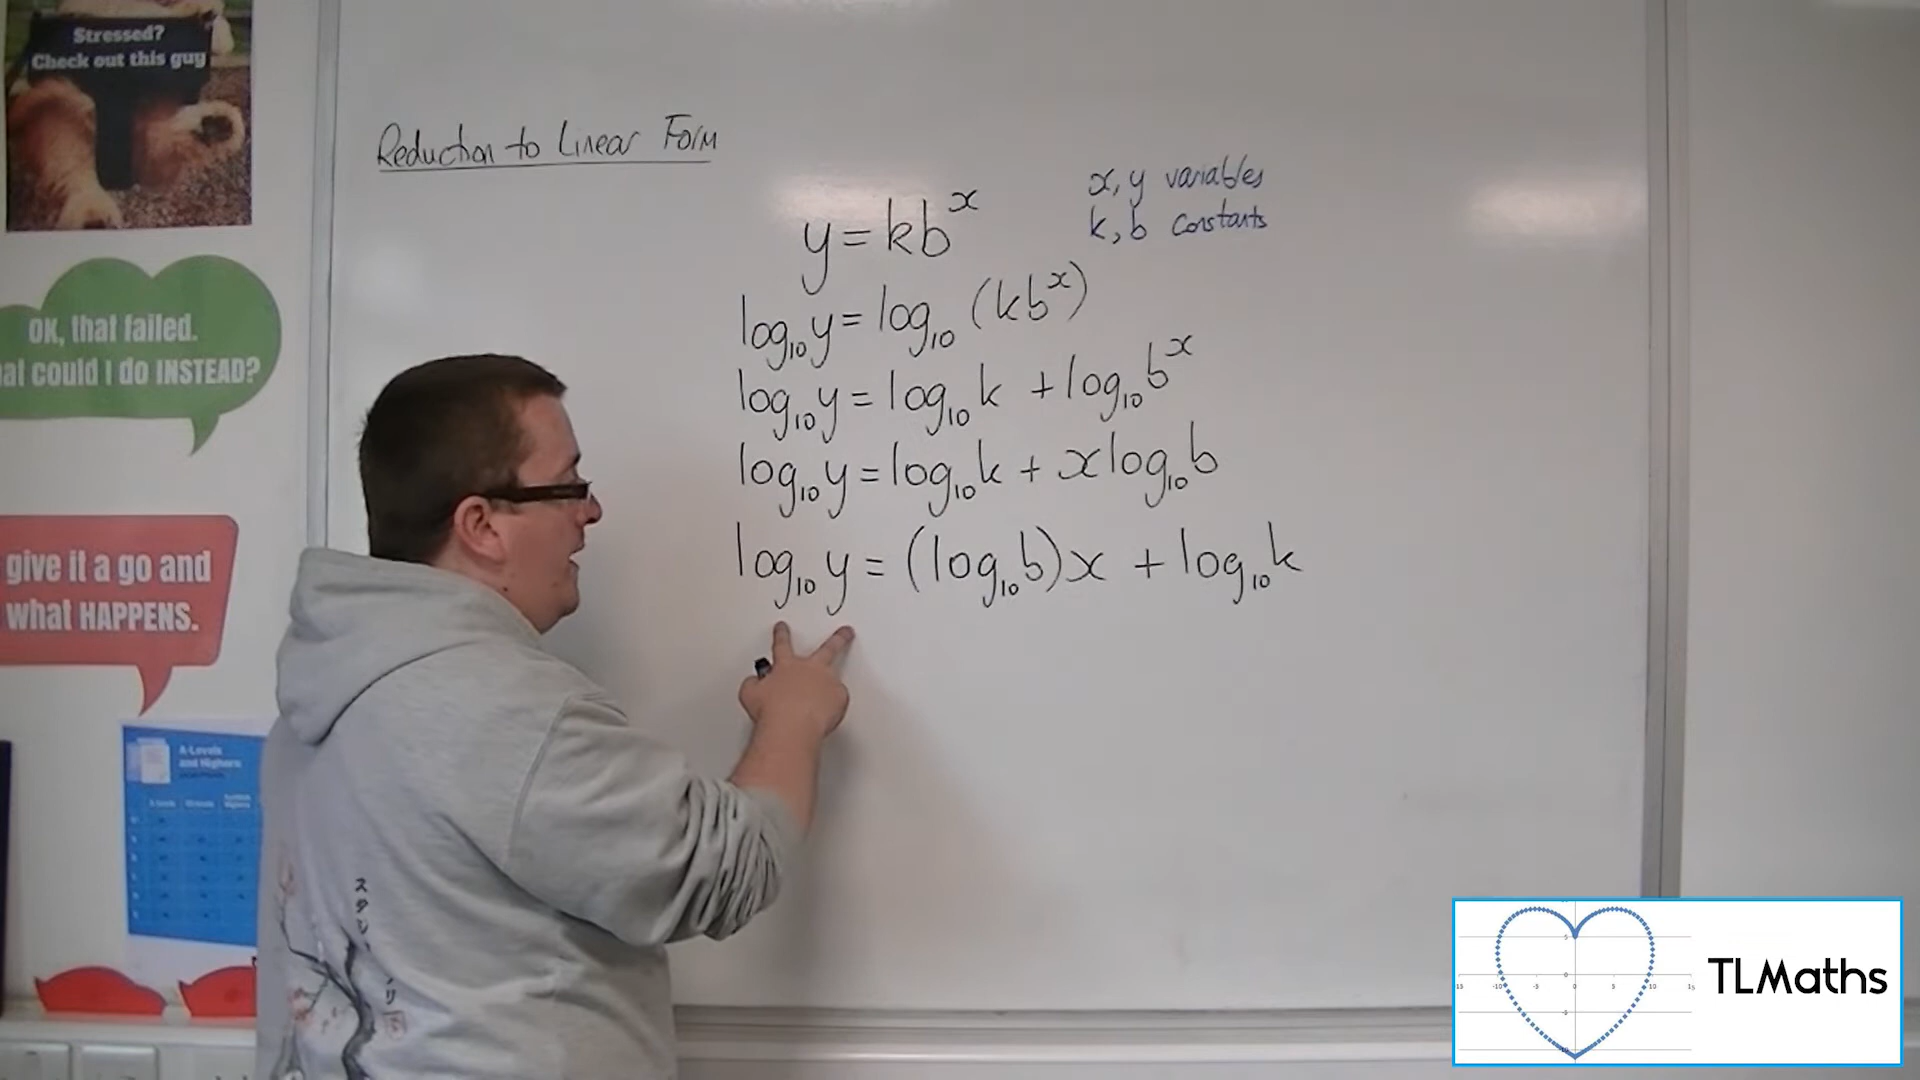 Stressed?
Check out this guy
OK, that failed.
could I do INSTEAD?
give it a go and
what HAPPENS.
A-Levels
and Highers
Reduction to Linear Form
x, y variables
k, b constants
y = kb^x
log₁₀ y = log₁₀ (kb^x)
log₁₀ y = log₁₀ k + log₁₀ b^x
log₁₀ y = log₁₀ k + x log₁₀ b
log₁₀ y = (log₁₀ b)x + log₁₀ k
TLMaths